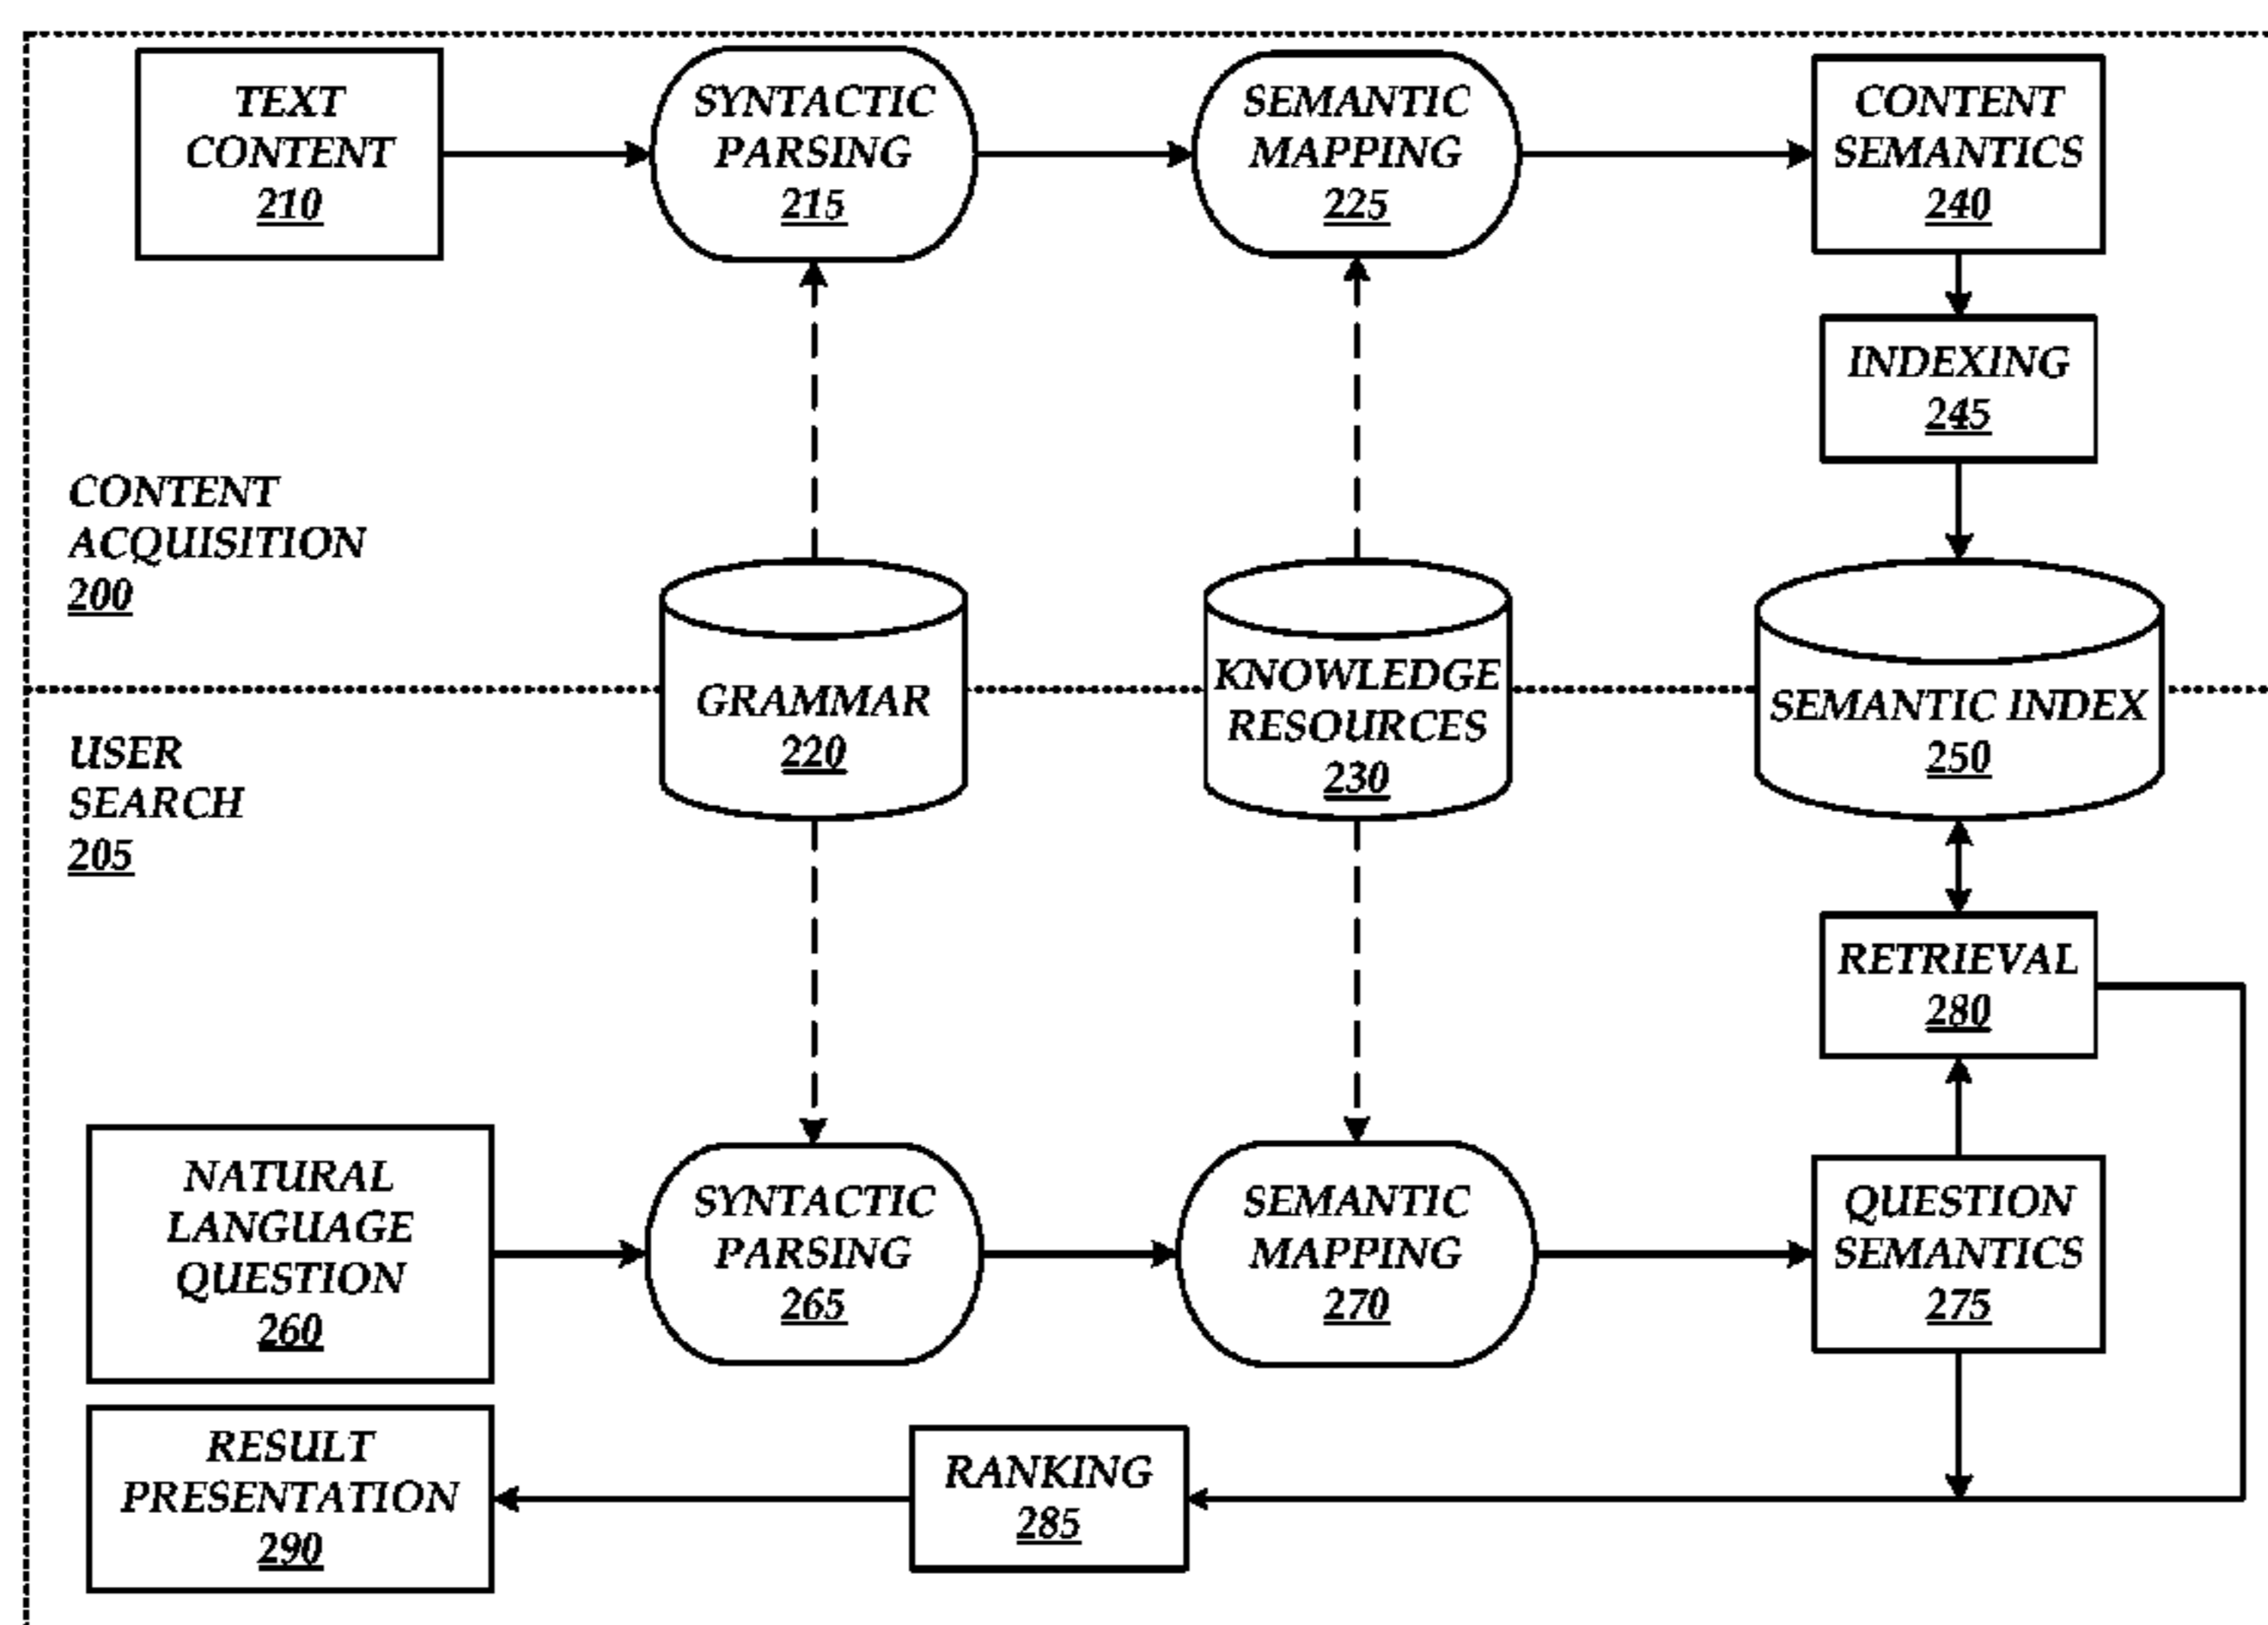 TEXT
CONTENT
210
SYNTACTIC
PARSING
215
SEMANTIC
MAPPING
225
CONTENT
SEMANTICS
240
INDEXING
245
CONTENT
ACQUISITION
200
GRAMMAR
220
KNOWLEDGE
RESOURCES
230
SEMANTIC INDEX
250
USER
SEARCH
205
RETRIEVAL
280
NATURAL
LANGUAGE
QUESTION
260
SYNTACTIC
PARSING
265
SEMANTIC
MAPPING
270
QUESTION
SEMANTICS
275
RESULT
PRESENTATION
290
RANKING
285